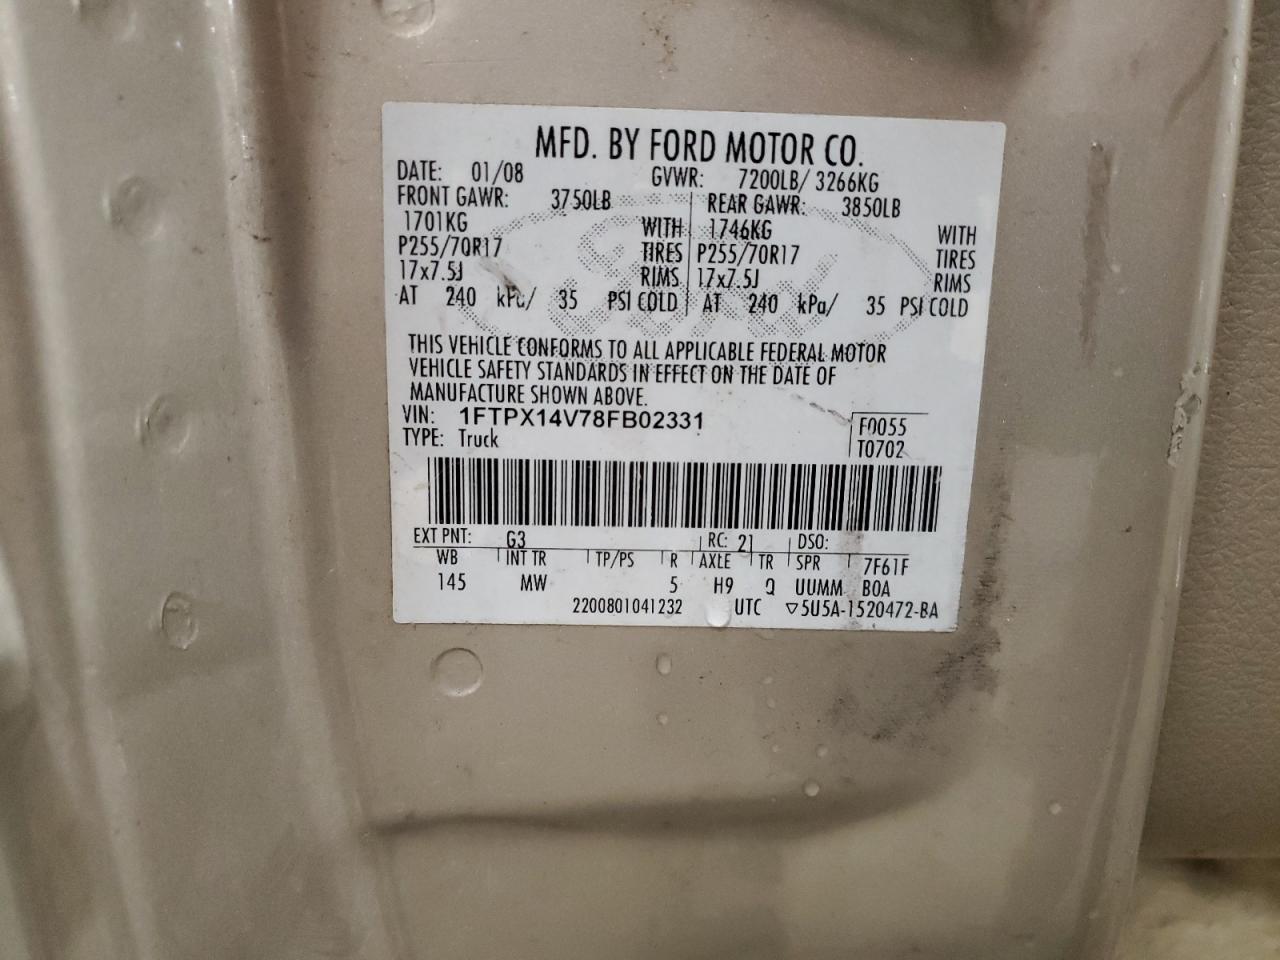 MFD. BY FORD MOTOR CO.
DATE: 01/08 GVWR: 7200LB/ 3266KG
FRONT GAWR: 3750LB REAR GAWR: 3850LB
1701KG WITH 1746KG WITH
P255/70R17 TIRES P255/70R17 TIRES
17x7.5J RIMS 17x7.5J RIMS
AT 240 kPa/ 35 PSI COLD AT 240 kPa/ 35 PSI COLD
THIS VEHICLE CONFORMS TO ALL APPLICABLE FEDERAL MOTOR
VEHICLE SAFETY STANDARDS IN EFFECT ON THE DATE OF
MANUFACTURE SHOWN ABOVE.
VIN: 1FTPX14V78FB02331 F0055
TYPE: Truck T0702
EXT PNT: G3 RC: 21 DSO:
WB INT TR TP/PS R AXLE TR SPR 7F61F
145 MW 5 H9 Q UUMM B0A
2200801041232 UTC ▽5U5A-1520472-BA